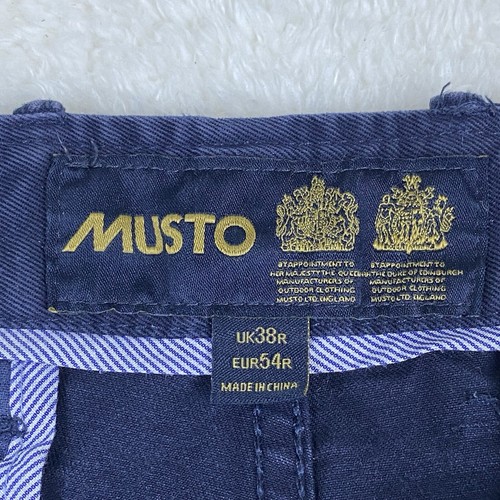 MUSTO
BY APPOINTMENT TO
HER MAJESTY THE QUEEN
MANUFACTURERS OF
OUTDOOR CLOTHING
MUSTO LTD. ENGLAND
BY APPOINTMENT TO
THE DUKE OF EDINBURGH
MANUFACTURERS OF
OUTDOOR CLOTHING
MUSTO LTD. ENGLAND
UK38R
EUR54R
MADE IN CHINA